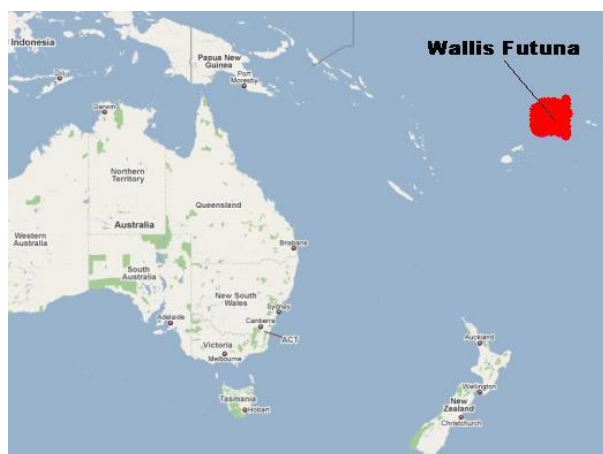 Indonesia
Papua New
Guinea
Port
Moresby
Dili
Wallis Futuna
Darwin
Northern
Territory
Queensland
Australia
Western
Australia
South
Australia
Brisbane
New South
Wales
Sydney
Adelaide
Canberra
ACT
Victoria
Melbourne
Auckland
Tasmania
Hobart
Wellington
New
Zealand
Christchurch